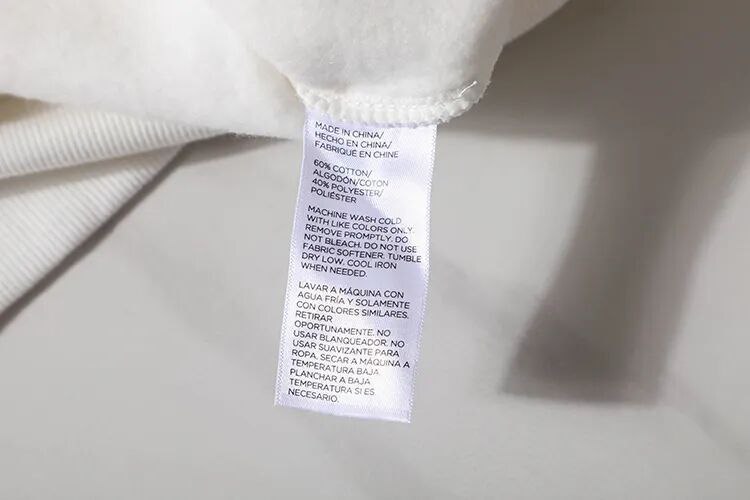 MADE IN CHINA/
HECHO EN CHINA/
FABRIQUÉ EN CHINE
60% COTTON/
ALGODÓN/COTON
40% POLYESTER/
POLIÉSTER
MACHINE WASH COLD
WITH LIKE COLORS ONLY.
REMOVE PROMPTLY. DO
NOT BLEACH. DO NOT USE
FABRIC SOFTENER. TUMBLE
DRY LOW. COOL IRON
WHEN NEEDED.
LAVAR A MÁQUINA CON
AGUA FRÍA Y SOLAMENTE
CON COLORES SIMILARES.
RETIRAR
OPORTUNAMENTE. NO
USAR BLANQUEADOR. NO
USAR SUAVIZANTE PARA
ROPA. SECAR A MÁQUINA A
TEMPERATURA BAJA.
PLANCHAR A BAJA
TEMPERATURA SI ES
NECESARIO.